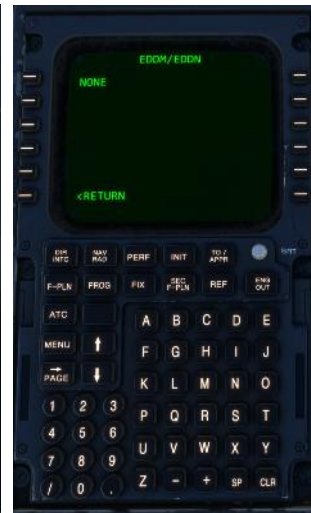 EDDM/EDDN
NONE
<RETURN
DIR INTC NAV RAD PERF INIT TO/ APPR BRT
F-PLN PROG FIX SEC F-PLN REF ENG OUT
ATC
A B C D E
MENU ↑ F G H I J
→ PAGE ↓ K L M N O
1 2 3 P Q R S T
4 5 6 U V W X Y
7 8 9
/ 0 . Z - + SP CLR